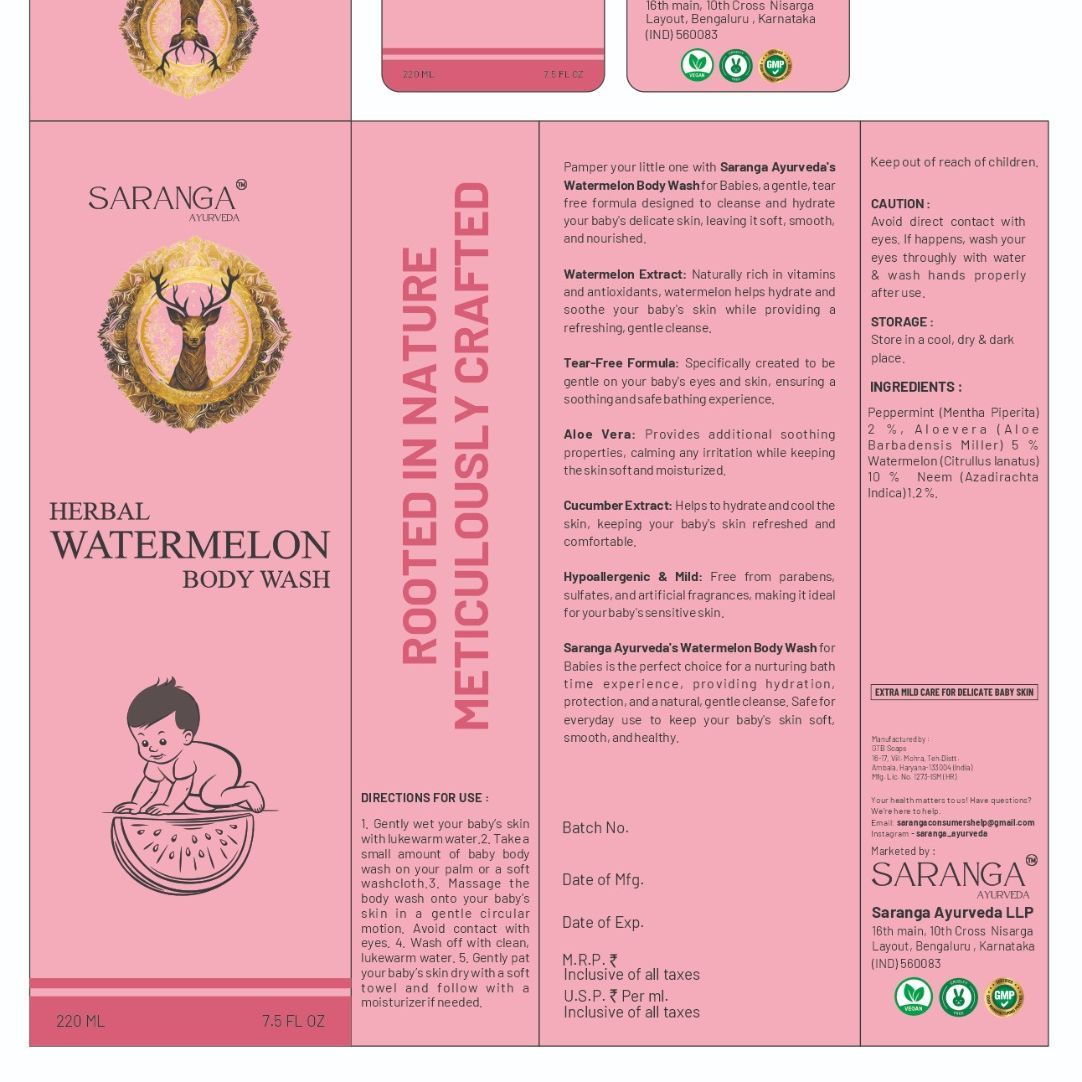 220 ML 7.5 FL OZ
16th main, 10th Cross Nisarga
Layout, Bengaluru , Karnataka
(IND) 560083
VEGAN
GMP
SARANGA™
AYURVEDA
HERBAL
WATERMELON
BODY WASH
220 ML 7.5 FL OZ
ROOTED IN NATURE
METICULOUSLY CRAFTED
DIRECTIONS FOR USE :
1. Gently wet your baby's skin
with lukewarm water.2. Take a
small amount of baby body
wash on your palm or a soft
washcloth.3. Massage the
body wash onto your baby's
skin in a gentle circular
motion. Avoid contact with
eyes. 4. Wash off with clean,
lukewarm water. 5. Gently pat
your baby's skin dry with a soft
towel and follow with a
moisturizer if needed.
Pamper your little one with Saranga Ayurveda's
Watermelon Body Wash for Babies, a gentle, tear
free formula designed to cleanse and hydrate
your baby's delicate skin, leaving it soft, smooth,
and nourished.
Watermelon Extract: Naturally rich in vitamins
and antioxidants, watermelon helps hydrate and
soothe your baby's skin while providing a
refreshing, gentle cleanse.
Tear-Free Formula: Specifically created to be
gentle on your baby's eyes and skin, ensuring a
soothing and safe bathing experience.
Aloe Vera: Provides additional soothing
properties, calming any irritation while keeping
the skin soft and moisturized.
Cucumber Extract: Helps to hydrate and cool the
skin, keeping your baby's skin refreshed and
comfortable.
Hypoallergenic & Mild: Free from parabens,
sulfates, and artificial fragrances, making it ideal
for your baby's sensitive skin.
Saranga Ayurveda's Watermelon Body Wash for
Babies is the perfect choice for a nurturing bath
time experience, providing hydration,
protection, and a natural, gentle cleanse. Safe for
everyday use to keep your baby's skin soft,
smooth, and healthy.
Batch No.
Date of Mfg.
Date of Exp.
M.R.P. ₹
Inclusive of all taxes
U.S.P. ₹ Per ml.
Inclusive of all taxes
Keep out of reach of children.
CAUTION :
Avoid direct contact with
eyes. If happens, wash your
eyes throughly with water
& wash hands properly
after use.
STORAGE :
Store in a cool, dry & dark
place.
INGREDIENTS :
Peppermint (Mentha Piperita)
2 %, Aloevera (Aloe
Barbadensis Miller) 5 %
Watermelon (Citrullus lanatus)
10 % Neem (Azadirachta
Indica) 1.2 %.
EXTRA MILD CARE FOR DELICATE BABY SKIN
Manufactured by :
GTB Soaps
16-17, Vill. Mohra, Teh.Distt.
Ambala, Haryana-133004 (India)
Mfg. Lic. No. 1273-ISM (HR)
Your health matters to us! Have questions?
We're here to help.
Email: sarangaconsumershelp@gmail.com
Instagram - saranga_ayurveda
Marketed by :
SARANGA™
AYURVEDA
Saranga Ayurveda LLP
16th main, 10th Cross Nisarga
Layout, Bengaluru , Karnataka
(IND) 560083
VEGAN
GMP